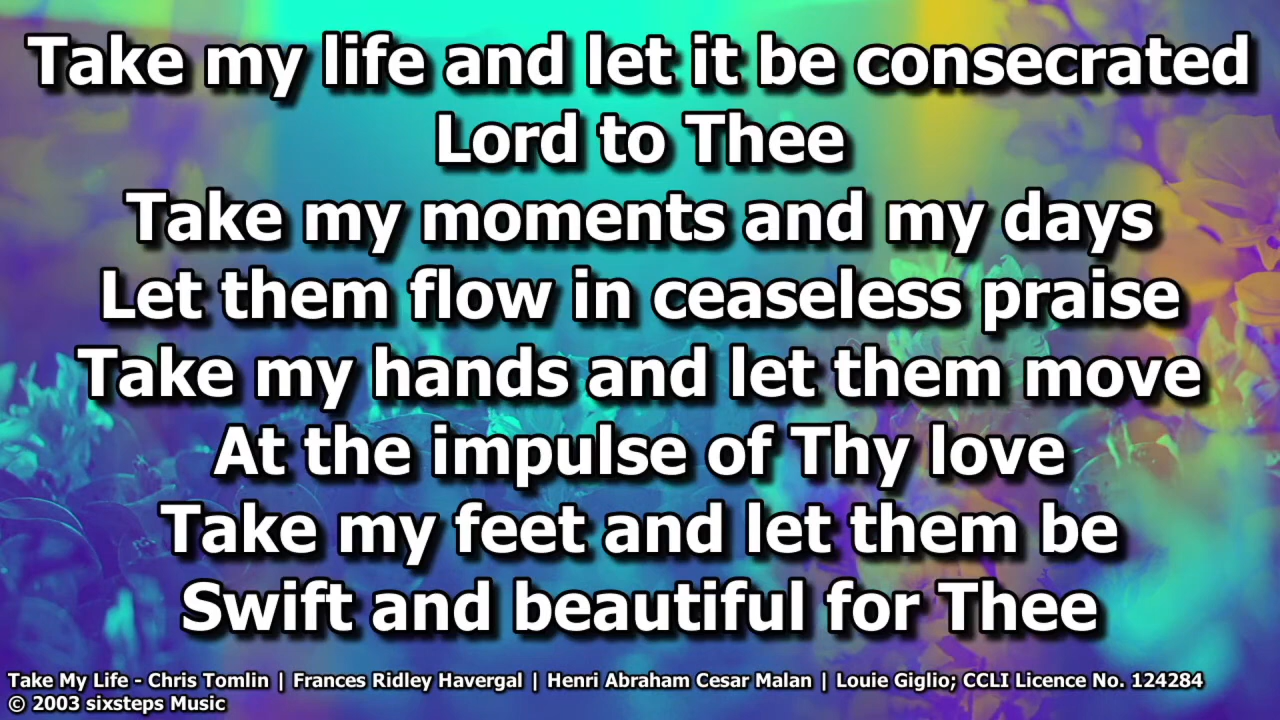 Take my life and let it be consecrated
Lord to Thee
Take my moments and my days
Let them flow in ceaseless praise
Take my hands and let them move
At the impulse of Thy love
Take my feet and let them be
Swift and beautiful for Thee
Take My Life - Chris Tomlin | Frances Ridley Havergal | Henri Abraham Cesar Malan | Louie Giglio; CCLI Licence No. 124284
© 2003 sixsteps Music